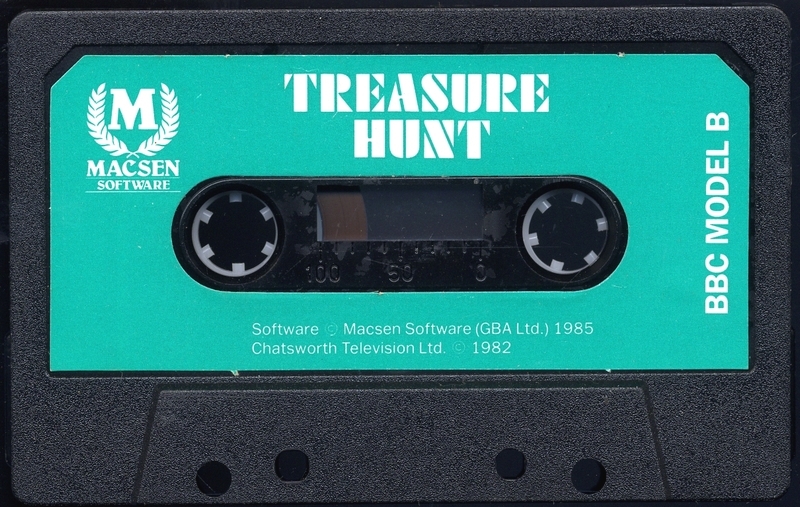 M
MACSEN
SOFTWARE
TREASURE
HUNT
BBC MODEL B
100 50 0
Software © Macsen Software (GBA Ltd.) 1985
Chatsworth Television Ltd. © 1982